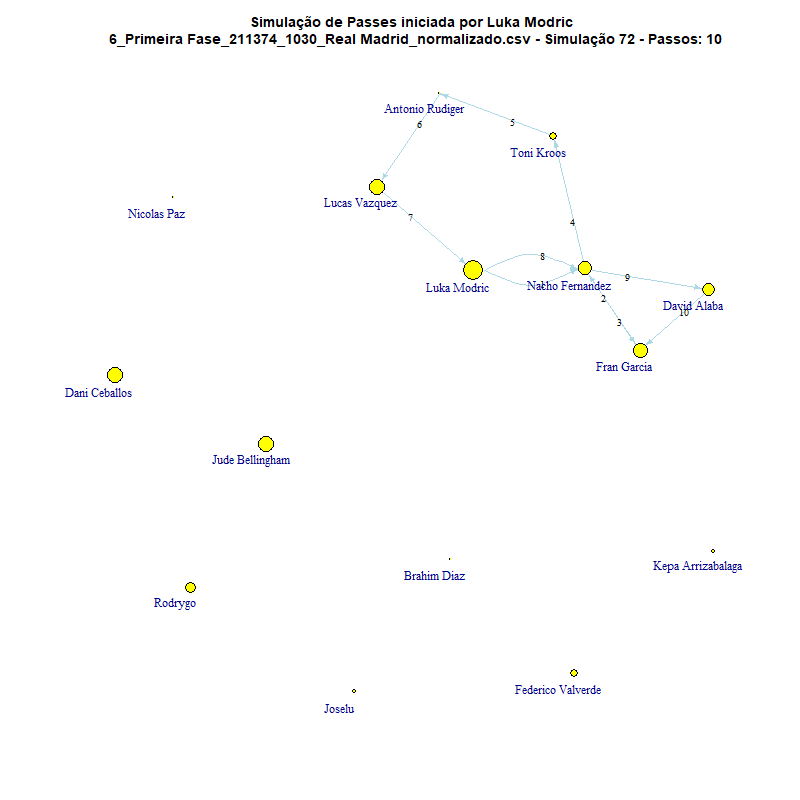 Simulação de Passes iniciada por Luka Modric
6_Primeira Fase_211374_1030_Real Madrid_normalizado.csv - Simulação 72 - Passos: 10
Antonio Rudiger
5
6
Toni Kroos
Lucas Vazquez
Nicolas Paz
7
4
8
9
Luka Modric
Nacho Fernandez
2
David Alaba
10
3
Fran Garcia
Dani Ceballos
Jude Bellingham
Brahim Diaz
Kepa Arrizabalaga
Rodrygo
Federico Valverde
Joselu